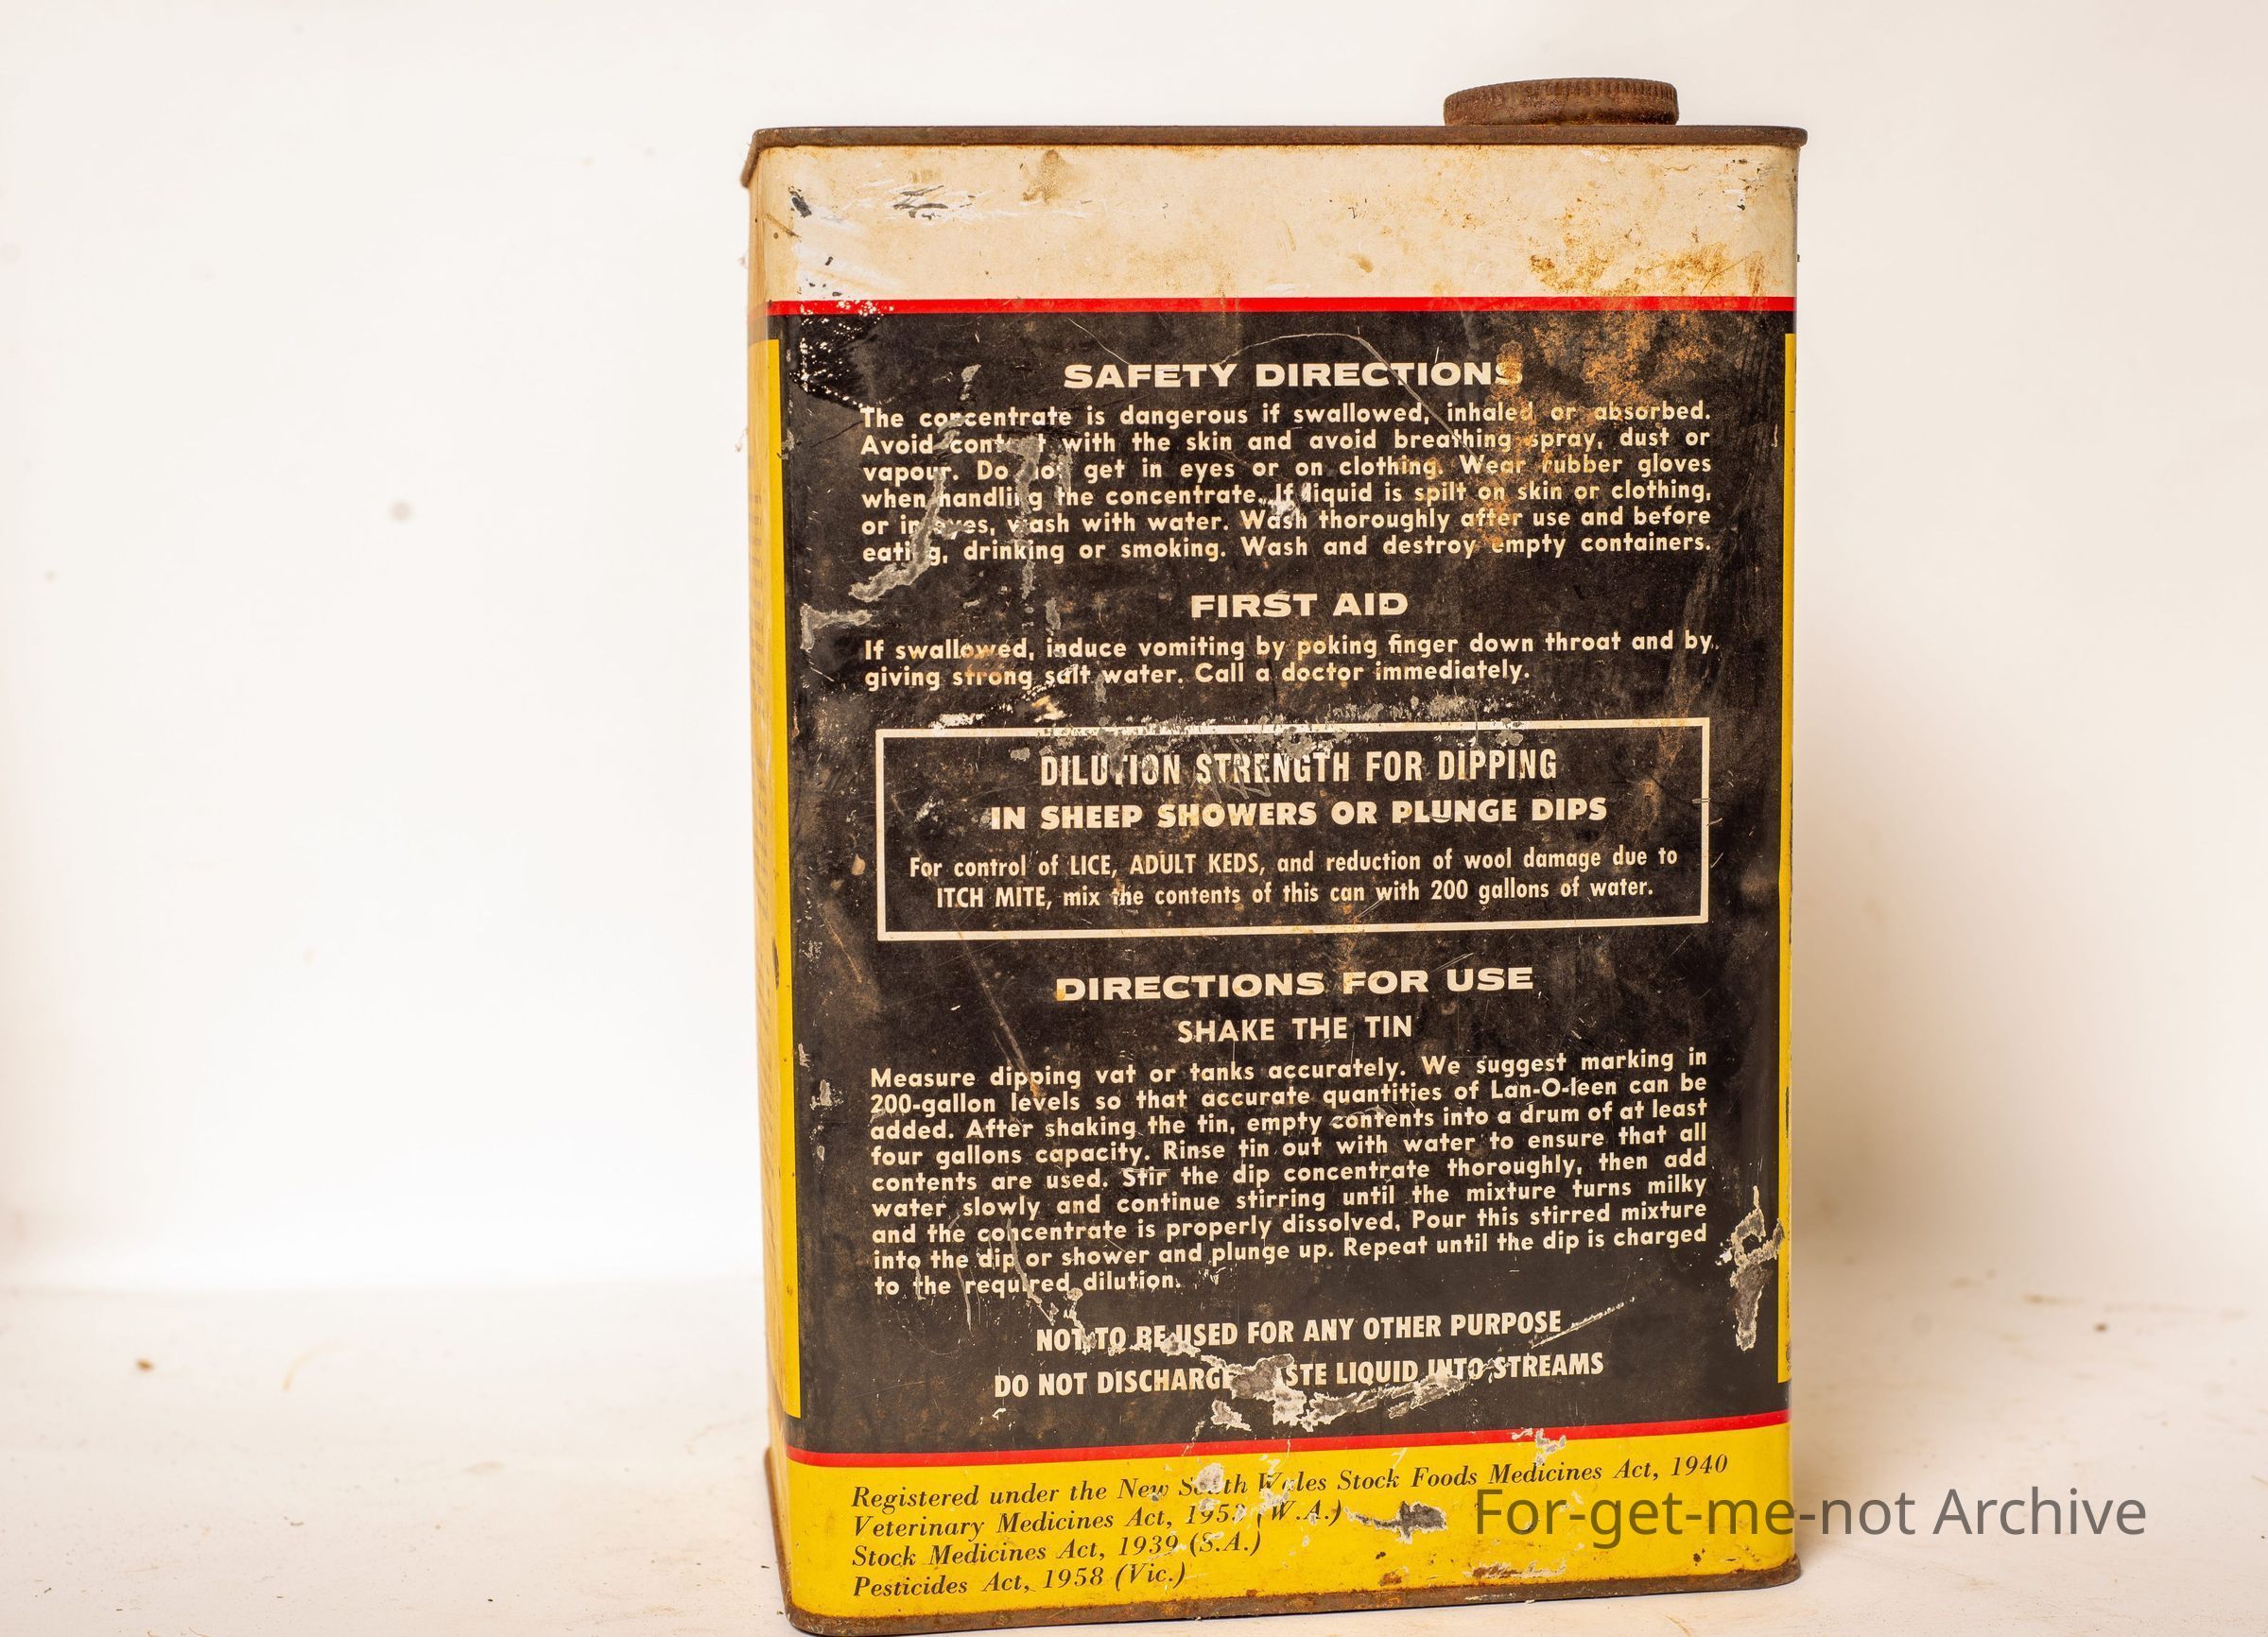 SAFETY DIRECTIONS
The concentrate is dangerous if swallowed, inhaled or absorbed.
Avoid contact with the skin and avoid breathing spray, dust or
vapour. Do not get in eyes or on clothing. Wear rubber gloves
when handling the concentrate. If liquid is spilt on skin or clothing,
or in eyes, wash with water. Wash thoroughly after use and before
eating, drinking or smoking. Wash and destroy empty containers.
FIRST AID
If swallowed, induce vomiting by poking finger down throat and by
giving strong salt water. Call a doctor immediately.
DILUTION STRENGTH FOR DIPPING
IN SHEEP SHOWERS OR PLUNGE DIPS
For control of LICE, ADULT KEDS, and reduction of wool damage due to
ITCH MITE, mix the contents of this can with 200 gallons of water.
DIRECTIONS FOR USE
SHAKE THE TIN
Measure dipping vat or tanks accurately. We suggest marking in
200-gallon levels so that accurate quantities of Lan-O-leen can be
added. After shaking the tin, empty contents into a drum of at least
four gallons capacity. Rinse tin out with water to ensure that all
contents are used. Stir the dip concentrate thoroughly, then add
water slowly and continue stirring until the mixture turns milky
and the concentrate is properly dissolved. Pour this stirred mixture
into the dip or shower and plunge up. Repeat until the dip is charged
to the required dilution.
NOT TO BE USED FOR ANY OTHER PURPOSE
DO NOT DISCHARGE WASTE LIQUID INTO STREAMS
Registered under the New South Wales Stock Foods Medicines Act, 1940
Veterinary Medicines Act, 1953 (W.A.)
Stock Medicines Act, 1939 (S.A.)
Pesticides Act, 1958 (Vic.)
For-get-me-not Archive